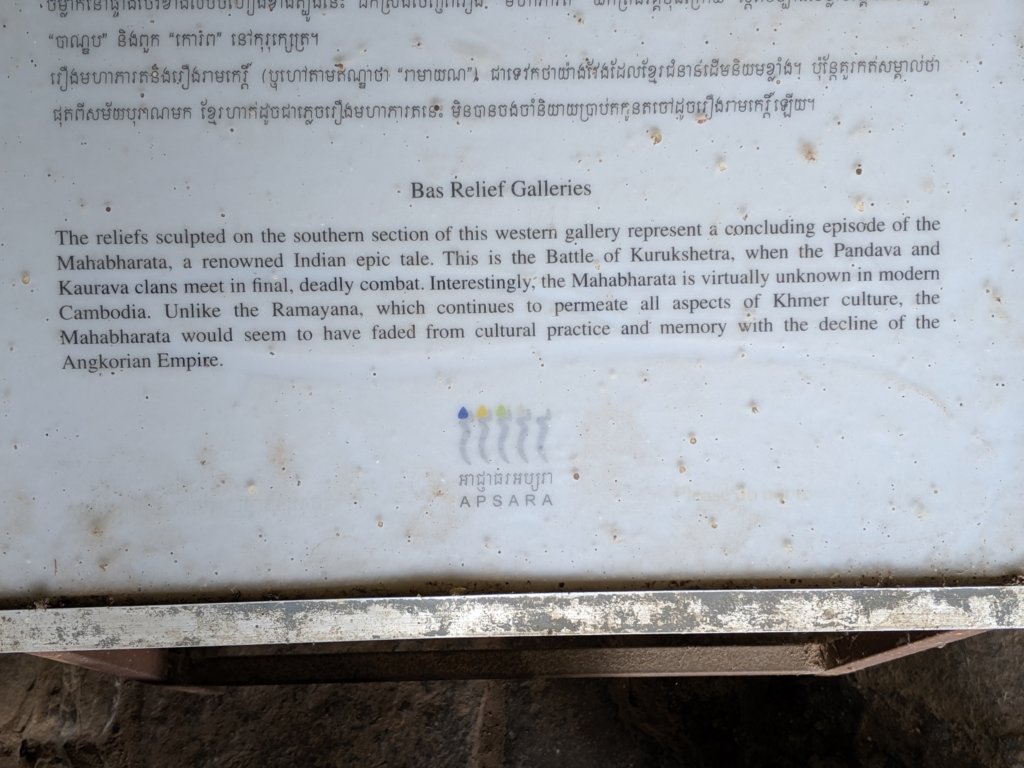 "បាណ្ឌប" និងពួក "កោរិព" នៅកុរុក្សេត្រ។
រឿងមហាភារតនិងរឿងរាមកេរ្តិ៍ (ឬហៅតាមឥណ្ឌាថា "រាមាយណ") ជាទេវកថាយ៉ាងវែងដែលខ្មែរជំនាន់ដើមនិយមខ្លាំង។ ប៉ុន្តែគួរកត់សម្គាល់ថា
ផុតពីសម័យបុរាណមក ខ្មែរហាក់ដូចជាភ្លេចរឿងមហាភារតនេះ មិនបានចងចាំនិយាយប្រាប់កូនតចៅដូចរឿងរាមកេរ្តិ៍ឡើយ។
Bas Relief Galleries
The reliefs sculpted on the southern section of this western gallery represent a concluding episode of the
Mahabharata, a renowned Indian epic tale. This is the Battle of Kurukshetra, when the Pandava and
Kaurava clans meet in final, deadly combat. Interestingly, the Mahabharata is virtually unknown in modern
Cambodia. Unlike the Ramayana, which continues to permeate all aspects of Khmer culture, the
Mahabharata would seem to have faded from cultural practice and memory with the decline of the
Angkorian Empire.
អាជ្ញាធរអប្សរា
APSARA
Please do not